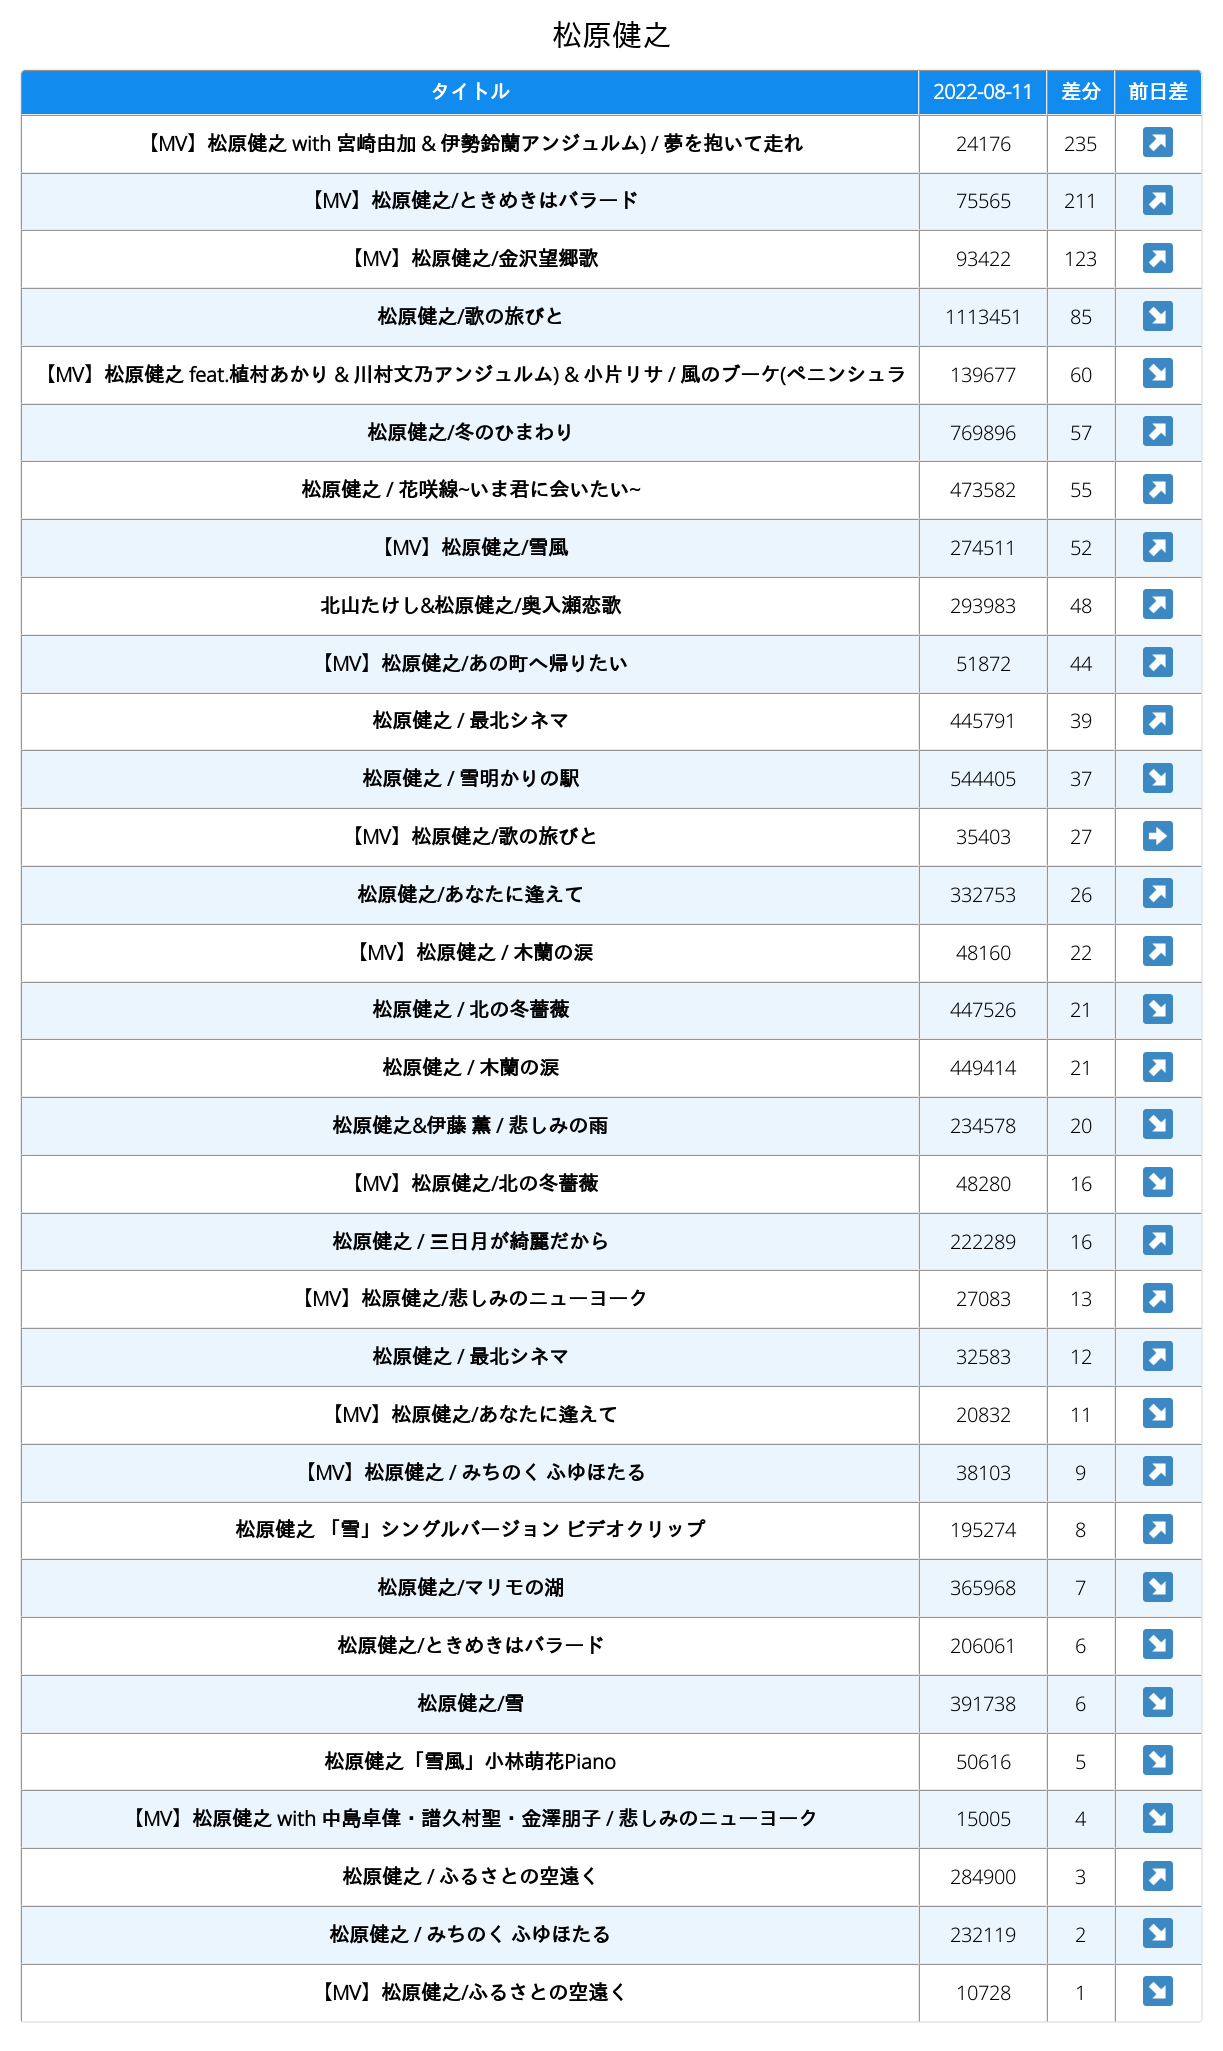 松原健之
タイトル 2022-08-11 差分 前日差
【MV】松原健之 with 宮崎由加 & 伊勢鈴蘭アンジュルム) / 夢を抱いて走れ 24176 235 ↗
【MV】松原健之/ときめきはバラード 75565 211 ↗
【MV】松原健之/金沢望郷歌 93422 123 ↗
松原健之/歌の旅びと 1113451 85 ↘
【MV】松原健之 feat.植村あかり & 川村文乃アンジュルム) & 小片リサ / 風のブーケ(ペニンシュラ 139677 60 ↘
松原健之/冬のひまわり 769896 57 ↗
松原健之 / 花咲線~いま君に会いたい~ 473582 55 ↗
【MV】松原健之/雪風 274511 52 ↗
北山たけし&松原健之/奥入瀬恋歌 293983 48 ↗
【MV】松原健之/あの町へ帰りたい 51872 44 ↗
松原健之 / 最北シネマ 445791 39 ↗
松原健之 / 雪明かりの駅 544405 37 ↘
【MV】松原健之/歌の旅びと 35403 27 ➡
松原健之/あなたに逢えて 332753 26 ↗
【MV】松原健之 / 木蘭の涙 48160 22 ↗
松原健之 / 北の冬薔薇 447526 21 ↘
松原健之 / 木蘭の涙 449414 21 ↗
松原健之&伊藤 薫 / 悲しみの雨 234578 20 ↘
【MV】松原健之/北の冬薔薇 48280 16 ↘
松原健之 / 三日月が綺麗だから 222289 16 ↗
【MV】松原健之/悲しみのニューヨーク 27083 13 ↗
松原健之 / 最北シネマ 32583 12 ↗
【MV】松原健之/あなたに逢えて 20832 11 ↘
【MV】松原健之 / みちのく ふゆほたる 38103 9 ↗
松原健之 「雪」シングルバージョン ビデオクリップ 195274 8 ↗
松原健之/マリモの湖 365968 7 ↘
松原健之/ときめきはバラード 206061 6 ↘
松原健之/雪 391738 6 ↘
松原健之「雪風」小林萌花Piano 50616 5 ↘
【MV】松原健之 with 中島卓偉・譜久村聖・金澤朋子 / 悲しみのニューヨーク 15005 4 ↘
松原健之 / ふるさとの空遠く 284900 3 ↗
松原健之 / みちのく ふゆほたる 232119 2 ↘
【MV】松原健之/ふるさとの空遠く 10728 1 ↘